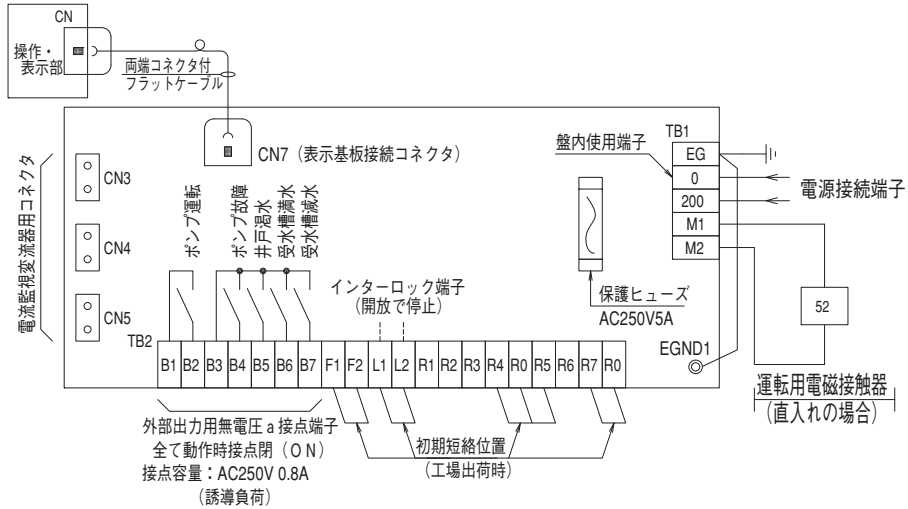 CN
操作・
表示部
両端コネクタ付
フラットケーブル
CN7（表示基板接続コネクタ）
盤内使用端子
TB1
EG
0
200
M1
M2
電源接続端子
52
運転用電磁接触器
（直入れの場合）
電流監視変流器用コネクタ
CN3
CN4
CN5
ポンプ運転
ポンプ故障
井戸渇水
受水槽満水
受水槽減水
インターロック端子
（開放で停止）
保護ヒューズ
AC250V5A
EGND1
TB2
B1 B2 B3 B4 B5 B6 B7 F1 F2 L1 L2 R1 R2 R3 R4 R0 R5 R6 R7 R0
外部出力用無電圧a接点端子
全て動作時接点閉（ON）
接点容量：AC250V 0.8A
（誘導負荷）
初期短絡位置
（工場出荷時）